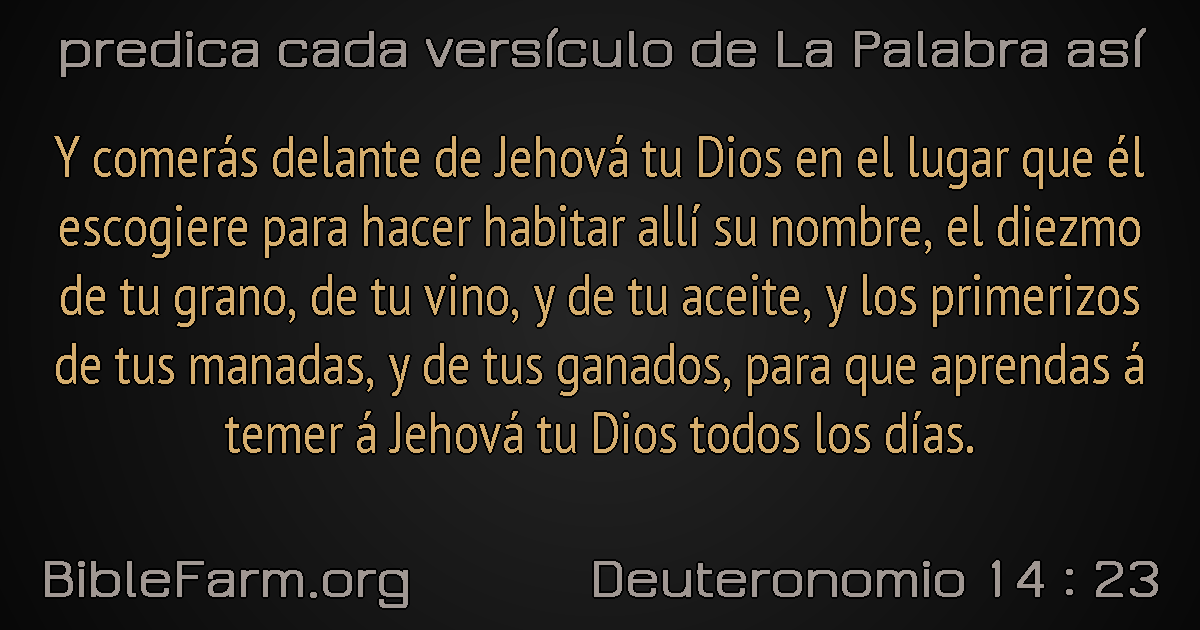 predica cada versículo de La Palabra así
Y comerás delante de Jehová tu Dios en el lugar que él
escogiere para hacer habitar allí su nombre, el diezmo
de tu grano, de tu vino, y de tu aceite, y los primerizos
de tus manadas, y de tus ganados, para que aprendas á
temer á Jehová tu Dios todos los días.
BibleFarm.org Deuteronomio 14 : 23